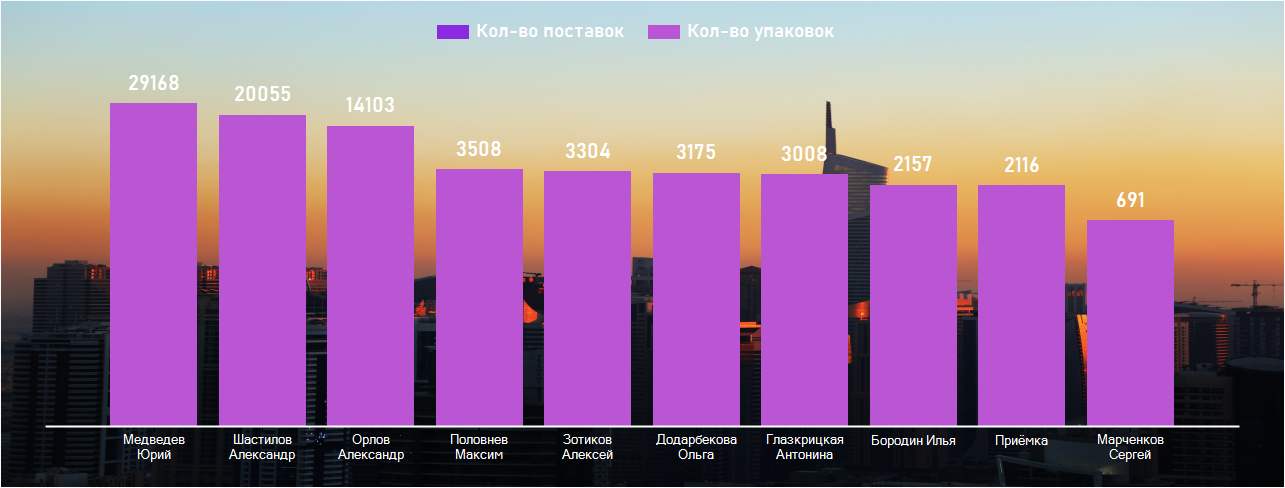 Кол-во поставок Кол-во упаковок
29168 20055 14103 3508 3304 3175 3008 2157 2116 691
Медведев Юрий
Шастилов Александр
Орлов Александр
Половнев Максим
Зотиков Алексей
Додарбекова Ольга
Глазкрицкая Антонина
Бородин Илья
Приёмка
Марченков Сергей